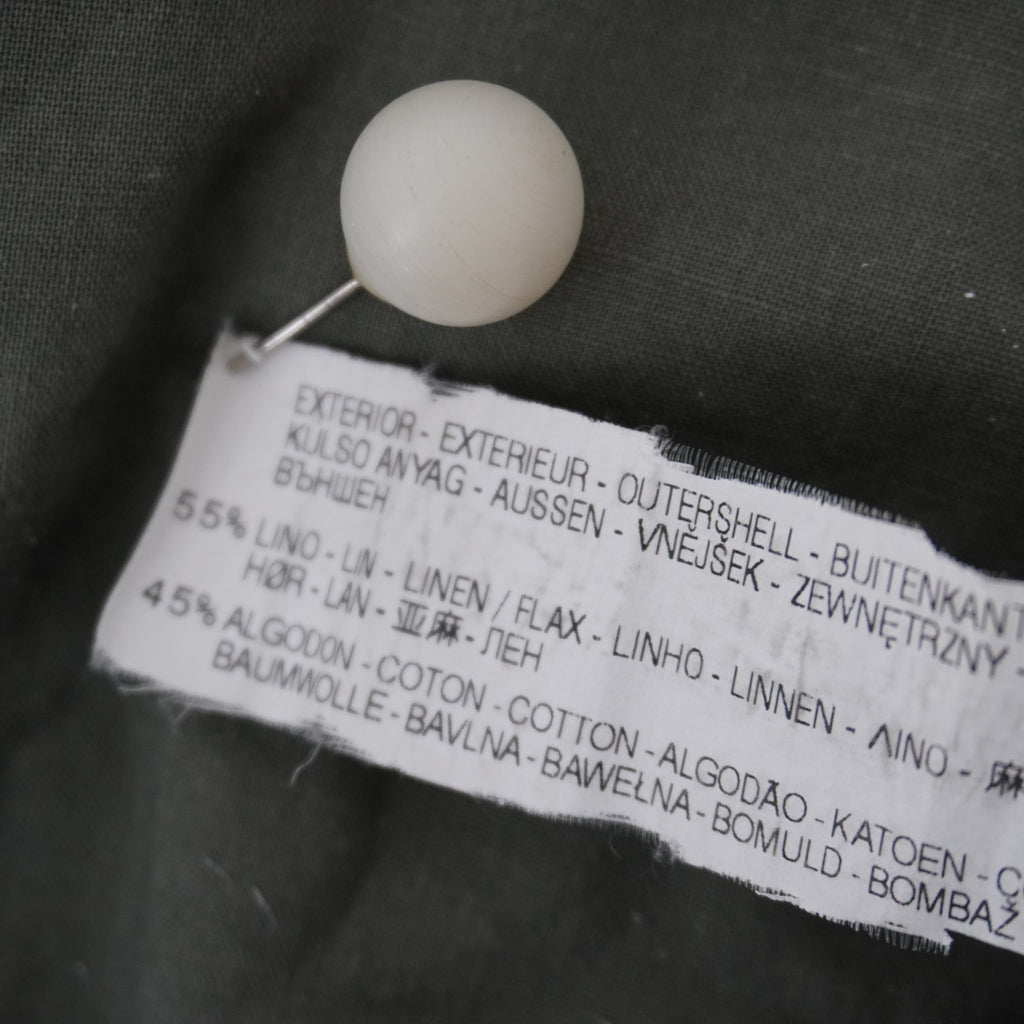 EXTERIOR - EXTERIEUR - OUTERSHELL - BUITENKANT
KULSO ANYAG - AUSSEN - VNĚJŠEK - ZEWNĘTRZNY -
ВЪНШЕН
55% LINO - LIN - LINEN / FLAX - LINHO - LINNEN - ΛΙΝΟ - 麻
HØR - LAN - 亚麻 - ЛЕН
45% ALGODON - COTON - COTTON - ALGODÃO - KATOEN - C
BAUMWOLLE - BAVLNA - BAWEŁNA - BOMULD - BOMBAŽ